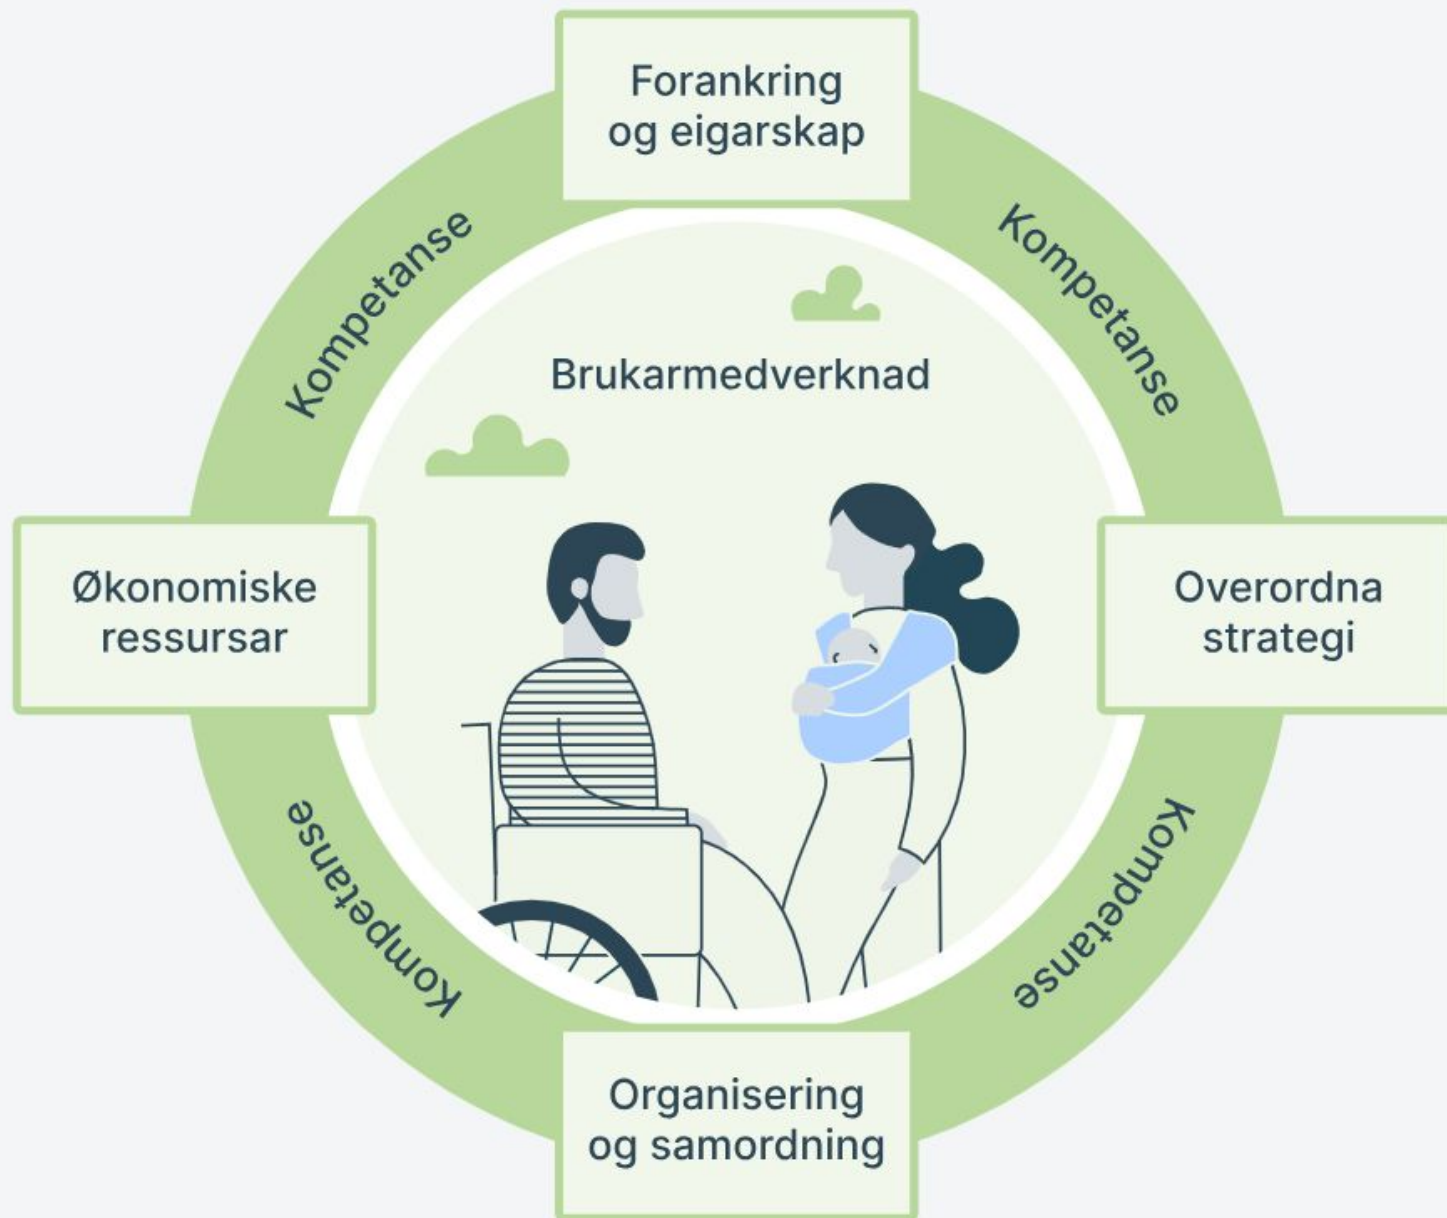 Forankring
og eigarskap
Kompetanse
Kompetanse
Brukarmedverknad
Økonomiske
ressursar
Overordna
strategi
Kompetanse
Kompetanse
Organisering
og samordning